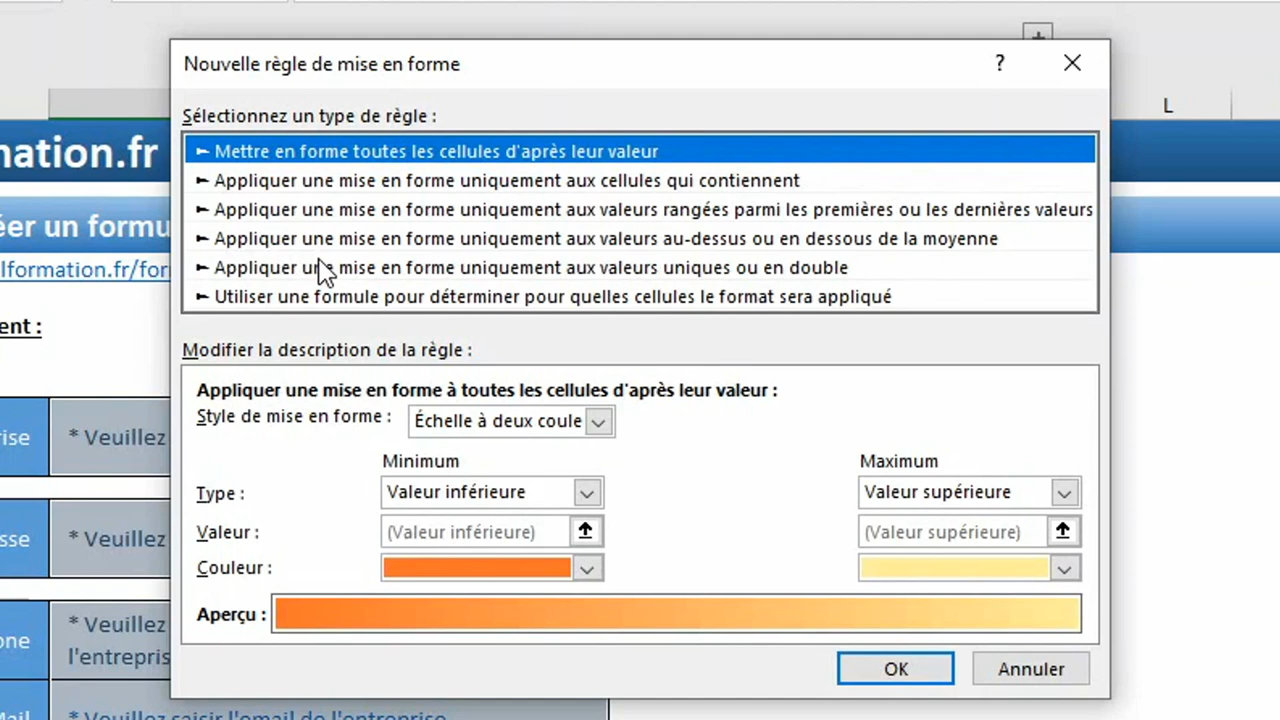 Nouvelle règle de mise en forme
?
L
Sélectionnez un type de règle :
mation.fr
Mettre en forme toutes les cellules d'après leur valeur
Appliquer une mise en forme uniquement aux cellules qui contiennent
Appliquer une mise en forme uniquement aux valeurs rangées parmi les premières ou les dernières valeurs
éer un formu
Appliquer une mise en forme uniquement aux valeurs au-dessus ou en dessous de la moyenne
lformation.fr/for
Appliquer une mise en forme uniquement aux valeurs uniques ou en double
Utiliser une formule pour déterminer pour quelles cellules le format sera appliqué
ent :
Modifier la description de la règle :
Appliquer une mise en forme à toutes les cellules d'après leur valeur :
Style de mise en forme : Échelle à deux coule
rise * Veuillez
Minimum Maximum
Type : Valeur inférieure Valeur supérieure
Valeur : (Valeur inférieure) (Valeur supérieure)
sse * Veuillez
Couleur :
Aperçu :
one * Veuillez
l'entrepris
OK Annuler
Mail * Veuillez saisir l'email de l'entreprise